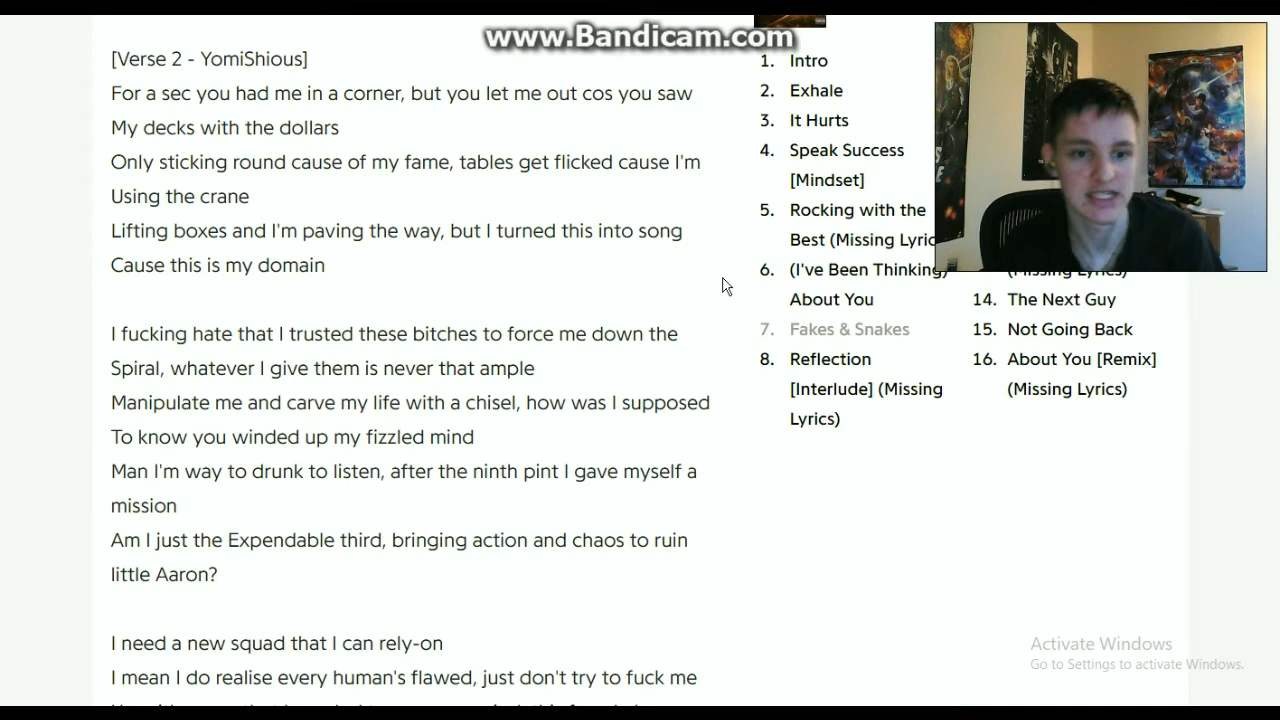 www.Bandicam.com
[Verse 2 - YomiShious]
For a sec you had me in a corner, but you let me out cos you saw
My decks with the dollars
Only sticking round cause of my fame, tables get flicked cause I'm
Using the crane
Lifting boxes and I'm paving the way, but I turned this into song
Cause this is my domain
I fucking hate that I trusted these bitches to force me down the
Spiral, whatever I give them is never that ample
Manipulate me and carve my life with a chisel, how was I supposed
To know you winded up my fizzled mind
Man I'm way to drunk to listen, after the ninth pint I gave myself a
mission
Am I just the Expendable third, bringing action and chaos to ruin
little Aaron?
I need a new squad that I can rely-on
I mean I do realise every human's flawed, just don't try to fuck me
1. Intro
2. Exhale
3. It Hurts
4. Speak Success
[Mindset]
5. Rocking with the
Best (Missing
6. (I've Been Thinking)
About You
7. Fakes & Snakes
8. Reflection
[Interlude] (Missing
Lyrics)
(Missing Lyrics)
14. The Next Guy
15. Not Going Back
16. About You [Remix]
(Missing Lyrics)
Activate Windows
Go to Settings to activate Windows.